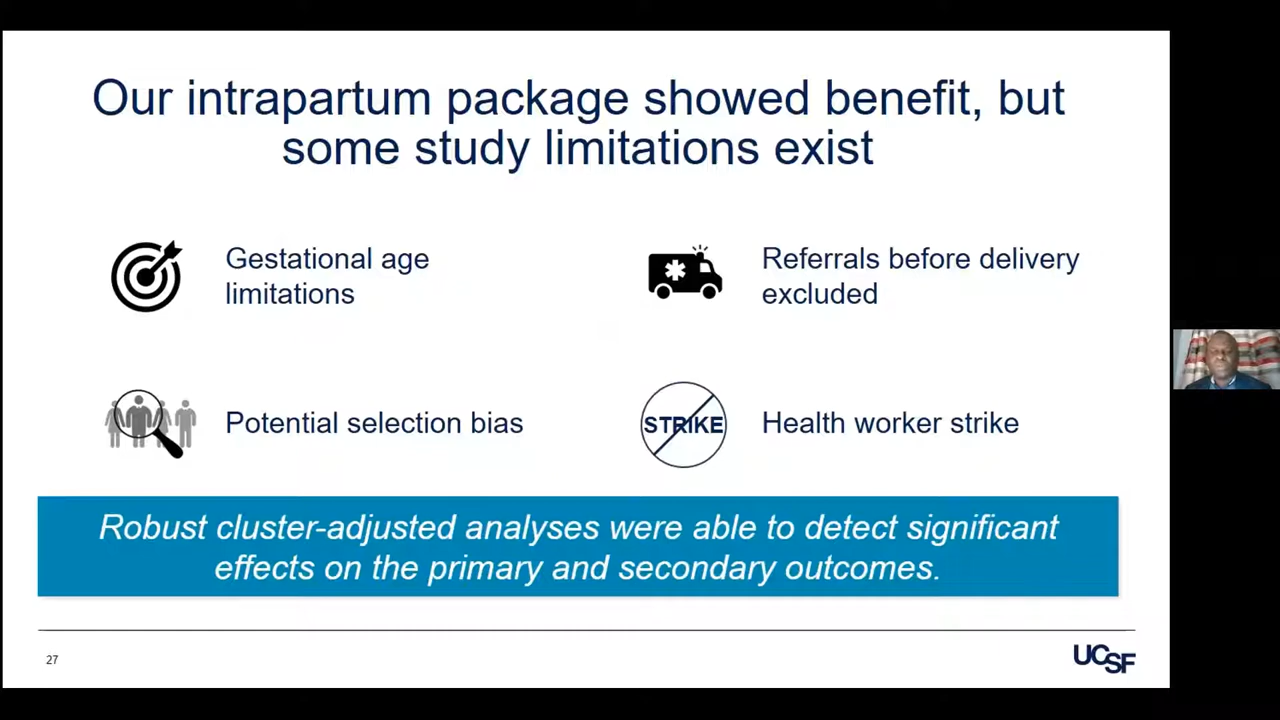 Our intrapartum package showed benefit, but
some study limitations exist
Gestational age
limitations
Referrals before delivery
excluded
Potential selection bias
STRIKE
Health worker strike
Robust cluster-adjusted analyses were able to detect significant
effects on the primary and secondary outcomes.
27
UCSF